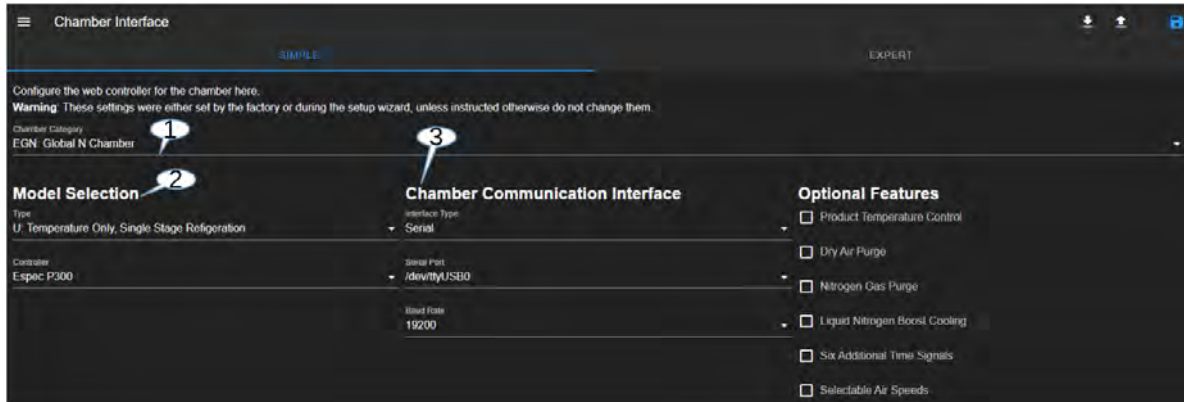 Chamber Interface
SIMPLE
EXPERT
Configure the web controller for the chamber here.
Warning: These settings were either set by the factory or during the setup wizard, unless instructed otherwise do not change them.
Chamber Category
1
EGN: Global N Chamber
3
2
Model Selection
Type
U: Temperature Only, Single Stage Refigeration
Controller
Espec P300
Chamber Communication Interface
Interface Type
Serial
Serial Port
/dev/ttyUSB0
Baud Rate
19200
Optional Features
Product Temperature Control
Dry Air Purge
Nitrogen Gas Purge
Liquid Nitrogen Boost Cooling
Six Additional Time Signals
Selectable Air Speeds